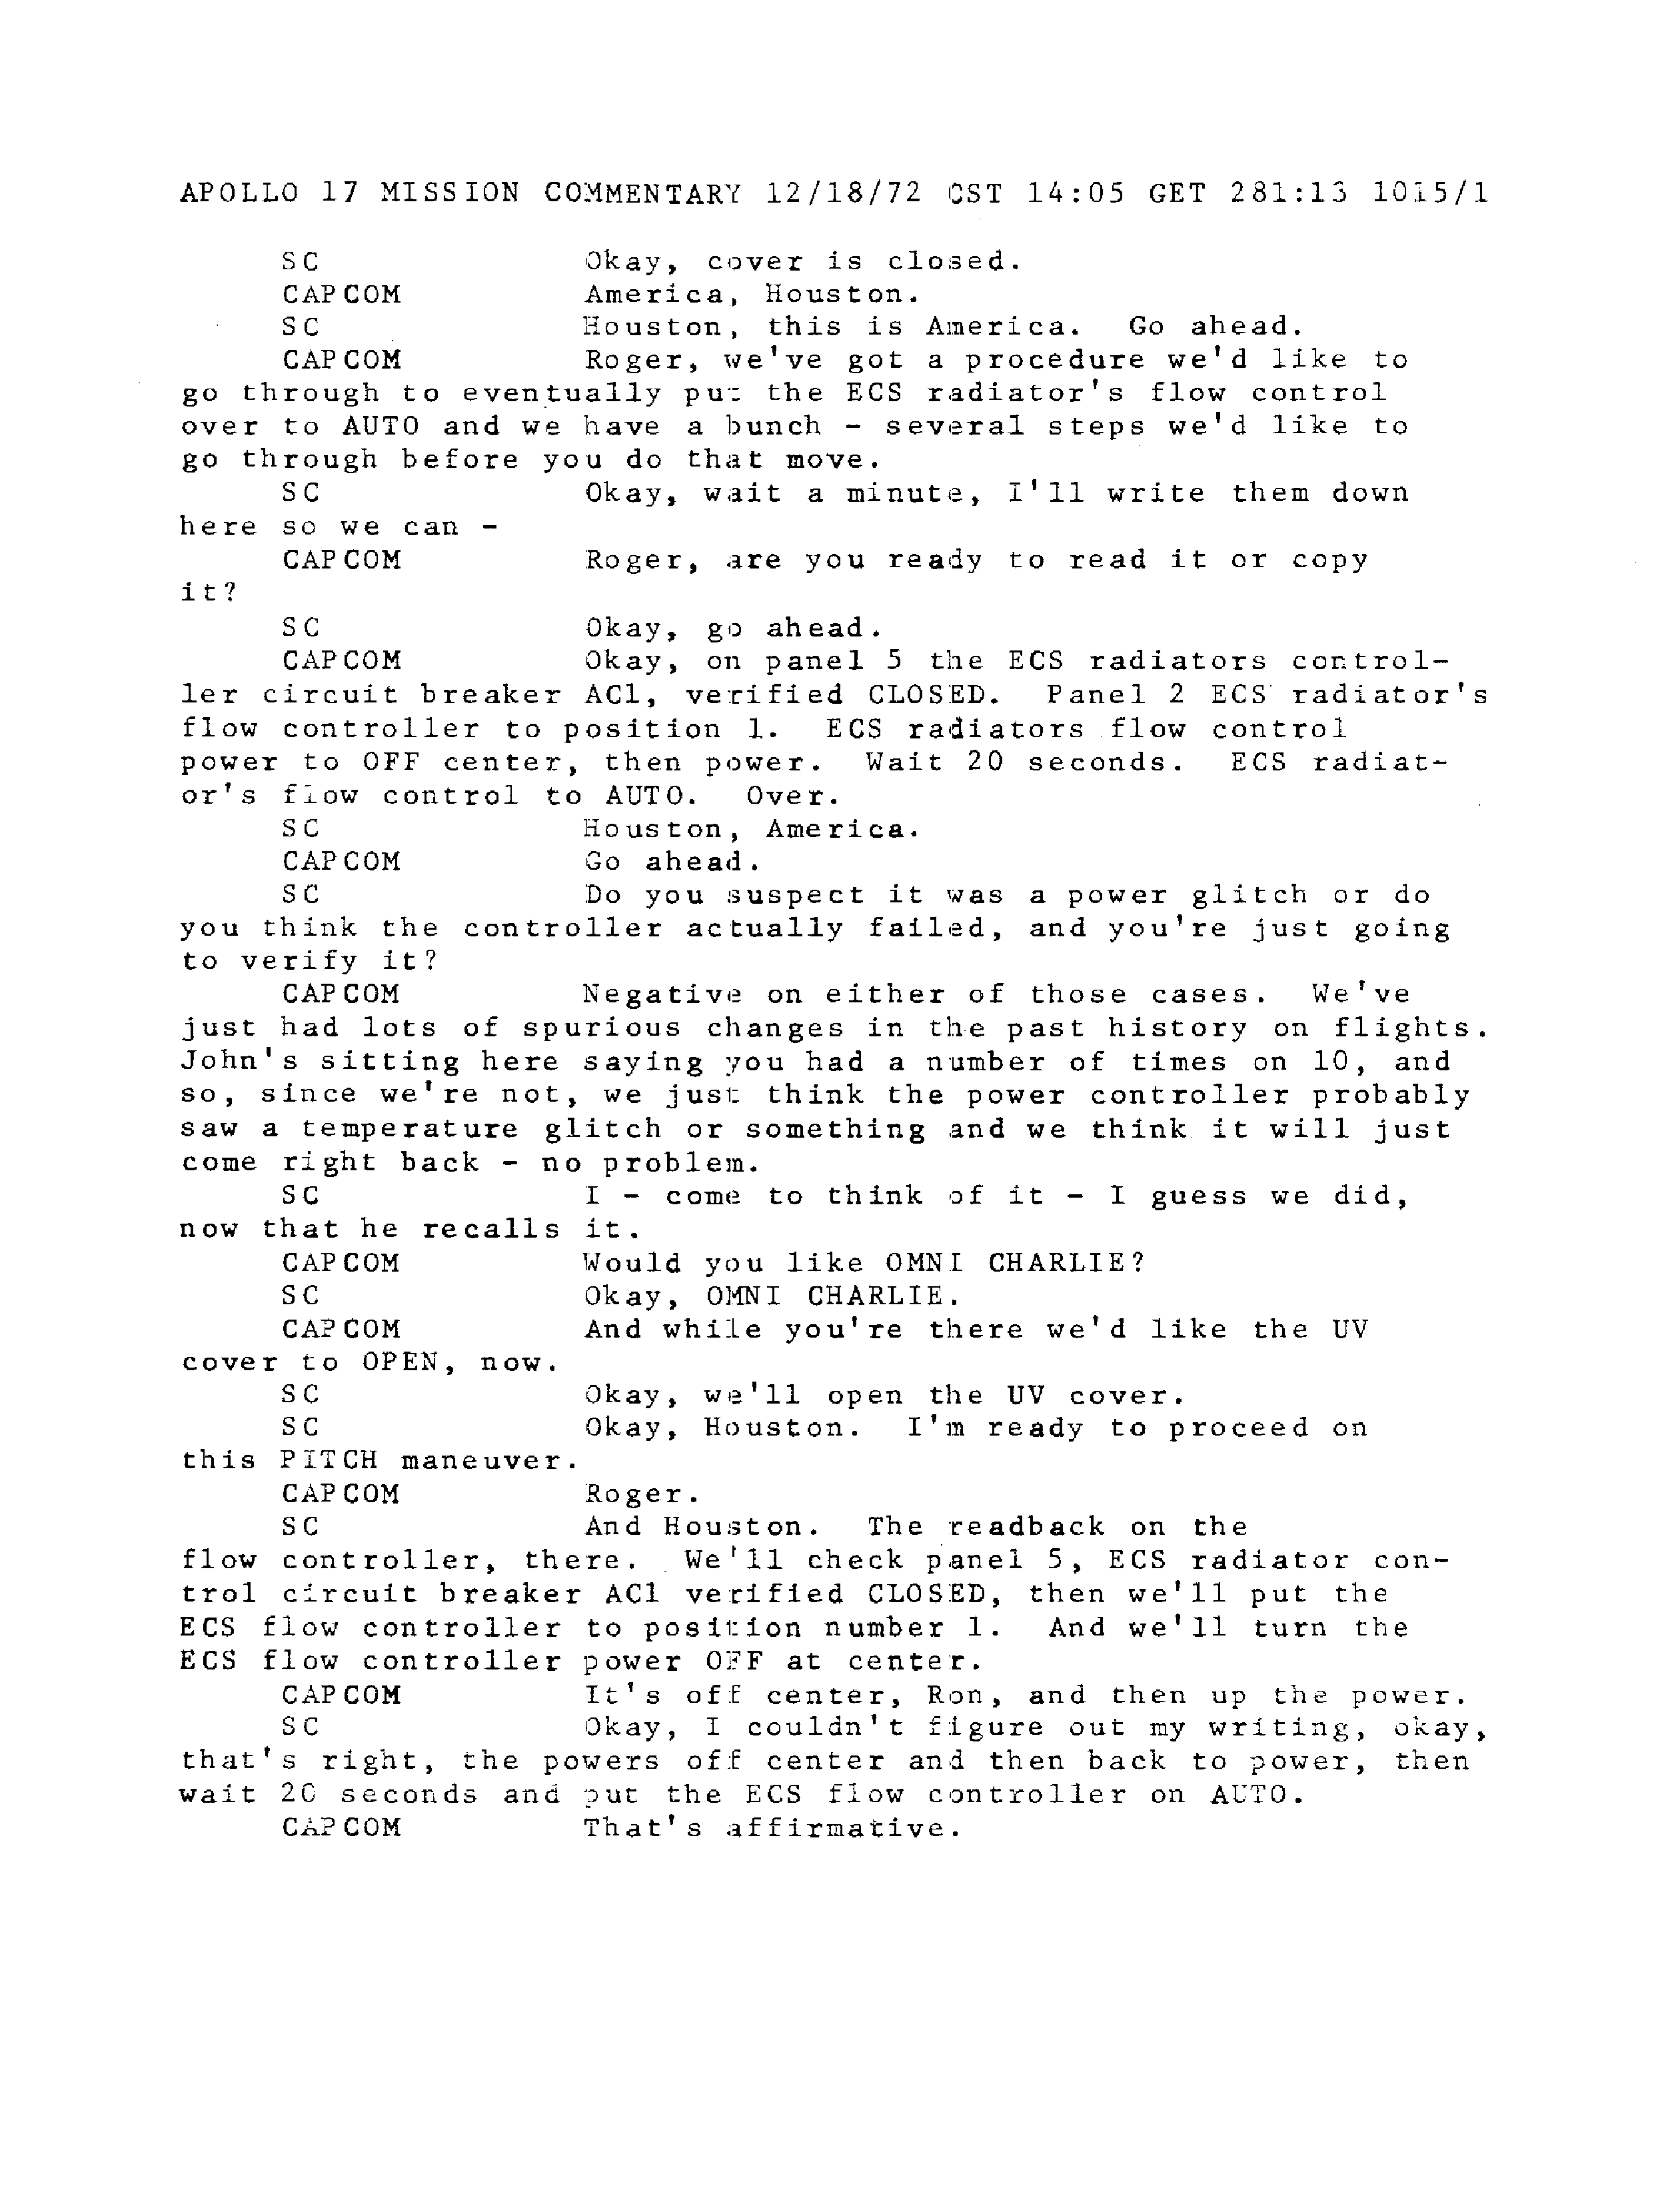 APOLLO 17 MISSION COMMENTARY 12/18/72 CST 14:05 GET 281:13 1015/1
SC Okay, cover is closed.
CAPCOM America, Houston.
SC Houston, this is America. Go ahead.
CAPCOM Roger, we've got a procedure we'd like to
go through to eventually put the ECS radiator's flow control
over to AUTO and we have a bunch - several steps we'd like to
go through before you do that move.
SC Okay, wait a minute, I'll write them down
here so we can -
CAPCOM Roger, are you ready to read it or copy
it?
SC Okay, go ahead.
CAPCOM Okay, on panel 5 the ECS radiators control-
ler circuit breaker AC1, verified CLOSED. Panel 2 ECS radiator's
flow controller to position 1. ECS radiators flow control
power to OFF center, then power. Wait 20 seconds. ECS radiat-
or's flow control to AUTO. Over.
SC Houston, America.
CAPCOM Go ahead.
SC Do you suspect it was a power glitch or do
you think the controller actually failed, and you're just going
to verify it?
CAPCOM Negative on either of those cases. We've
just had lots of spurious changes in the past history on flights.
John's sitting here saying you had a number of times on 10, and
so, since we're not, we just think the power controller probably
saw a temperature glitch or something and we think it will just
come right back - no problem.
SC I - come to think of it - I guess we did,
now that he recalls it.
CAPCOM Would you like OMNI CHARLIE?
SC Okay, OMNI CHARLIE.
CAPCOM And while you're there we'd like the UV
cover to OPEN, now.
SC Okay, we'll open the UV cover.
SC Okay, Houston. I'm ready to proceed on
this PITCH maneuver.
CAPCOM Roger.
SC And Houston. The readback on the
flow controller, there. We'll check panel 5, ECS radiator con-
trol circuit breaker AC1 verified CLOSED, then we'll put the
ECS flow controller to position number 1. And we'll turn the
ECS flow controller power OFF at center.
CAPCOM It's off center, Ron, and then up the power.
SC Okay, I couldn't figure out my writing, okay,
that's right, the powers off center and then back to power, then
wait 20 seconds and put the ECS flow controller on AUTO.
CAPCOM That's affirmative.